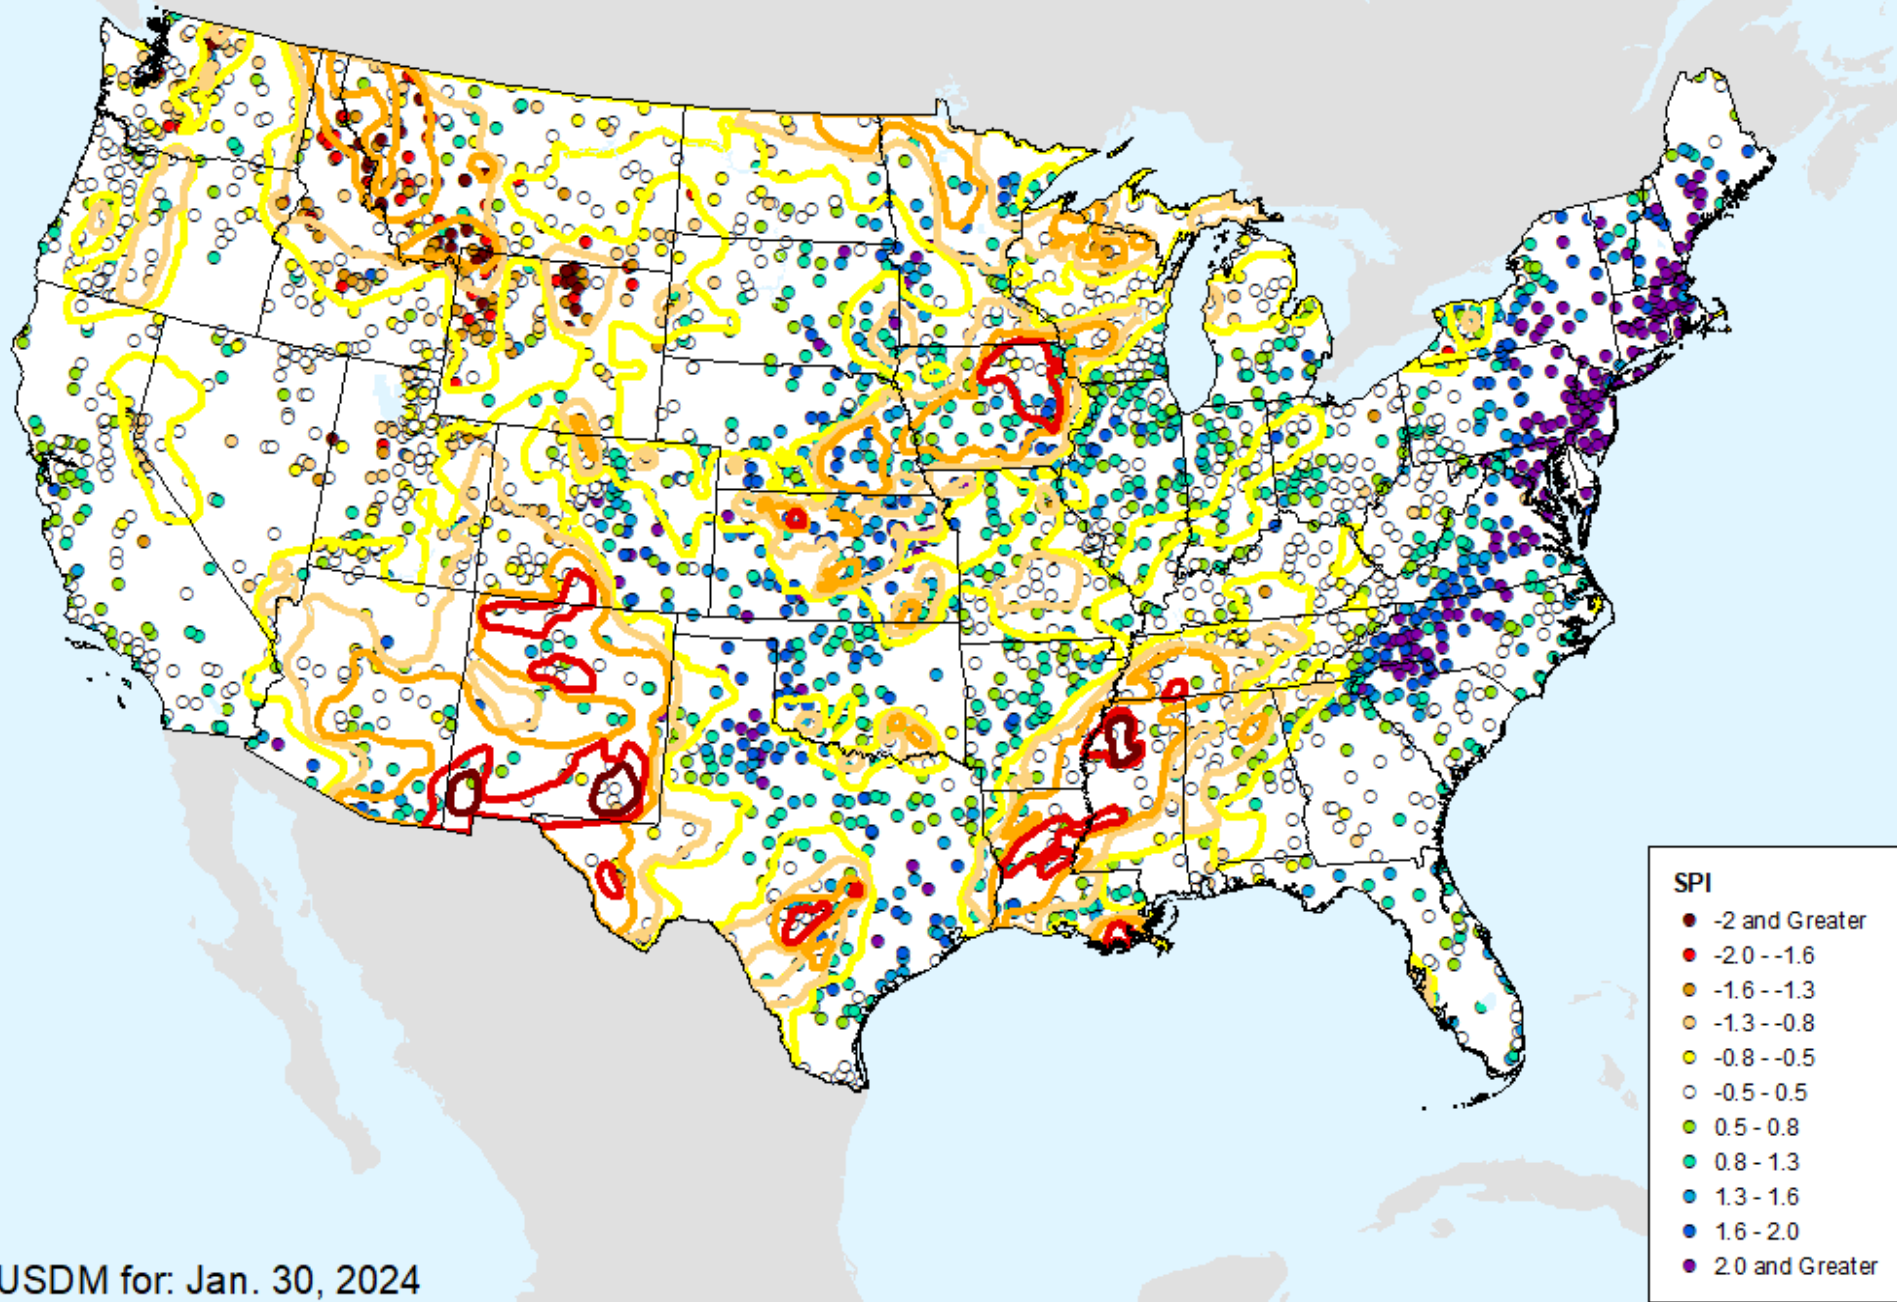 SPI
-2 and Greater
-2.0 - -1.6
-1.6 - -1.3
-1.3 - -0.8
-0.8 - -0.5
-0.5 - 0.5
0.5 - 0.8
0.8 - 1.3
1.3 - 1.6
1.6 - 2.0
2.0 and Greater
USDM for: Jan. 30, 2024